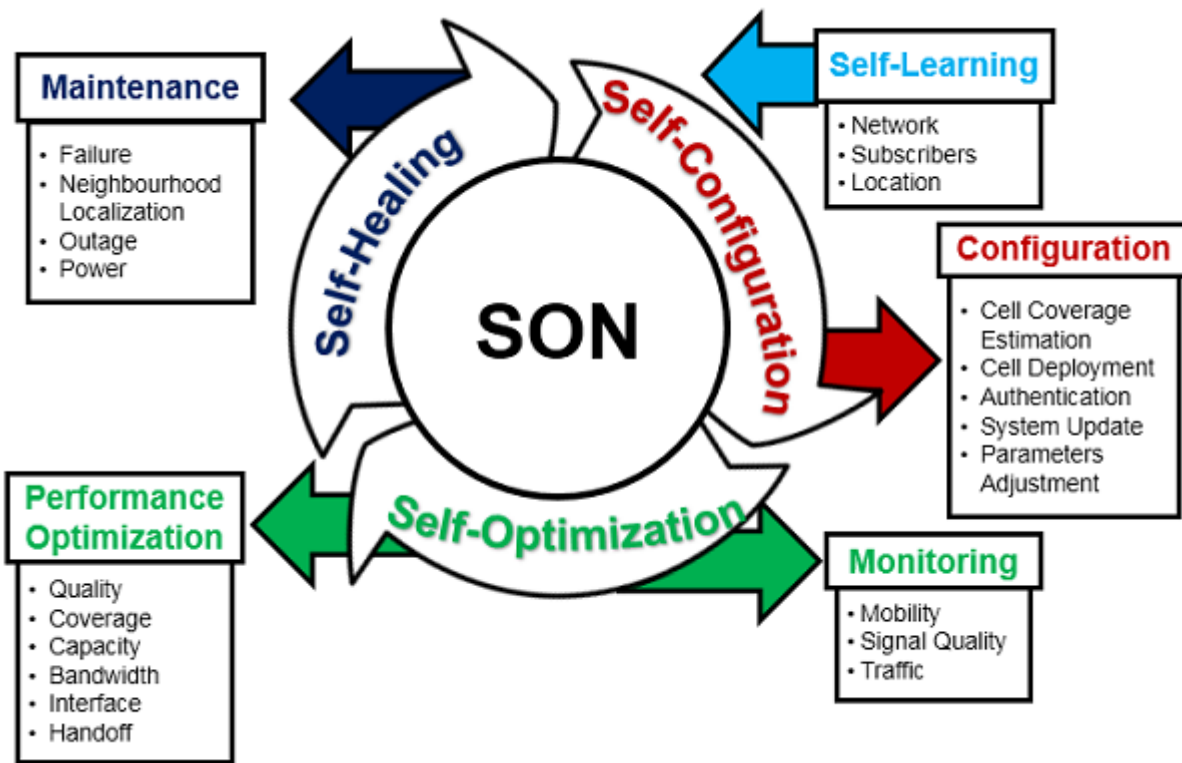 Maintenance
• Failure
• Neighbourhood
Localization
• Outage
• Power
Self-Healing
SON
Self-Configuration
Self-Learning
• Network
• Subscribers
• Location
Configuration
• Cell Coverage
Estimation
• Cell Deployment
• Authentication
• System Update
• Parameters
Adjustment
Performance
Optimization
• Quality
• Coverage
• Capacity
• Bandwidth
• Interface
• Handoff
Self-Optimization
Monitoring
• Mobility
• Signal Quality
• Traffic